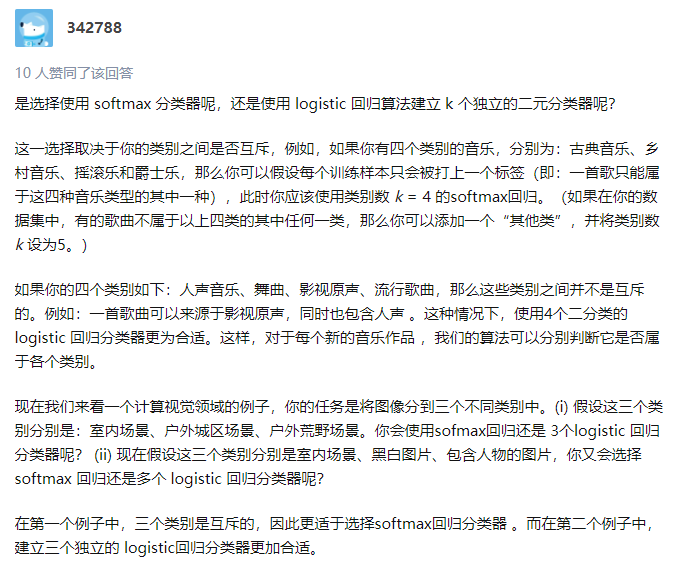 342788
10 人赞同了该回答
是选择使用 softmax 分类器呢，还是使用 logistic 回归算法建立 k 个独立的二元分类器呢？
这一选择取决于你的类别之间是否互斥，例如，如果你有四个类别的音乐，分别为：古典音乐、乡
村音乐、摇滚乐和爵士乐，那么你可以假设每个训练样本只会被打上一个标签（即：一首歌只能属
于这四种音乐类型的其中一种），此时你应该使用类别数 k = 4 的softmax回归。（如果在你的数
据集中，有的歌曲不属于以上四类的其中任何一类，那么你可以添加一个“其他类”，并将类别数
k 设为5。）
如果你的四个类别如下：人声音乐、舞曲、影视原声、流行歌曲，那么这些类别之间并不是互斥
的。例如：一首歌曲可以来源于影视原声，同时也包含人声 。这种情况下，使用4个二分类的
logistic 回归分类器更为合适。这样，对于每个新的音乐作品 ，我们的算法可以分别判断它是否属
于各个类别。
现在我们来看一个计算视觉领域的例子，你的任务是将图像分到三个不同类别中。(i) 假设这三个类
别分别是：室内场景、户外城区场景、户外荒野场景。你会使用sofmax回归还是 3个logistic 回归
分类器呢？ (ii) 现在假设这三个类别分别是室内场景、黑白图片、包含人物的图片，你又会选择
softmax 回归还是多个 logistic 回归分类器呢？
在第一个例子中，三个类别是互斥的，因此更适于选择softmax回归分类器 。而在第二个例子中，
建立三个独立的 logistic回归分类器更加合适。